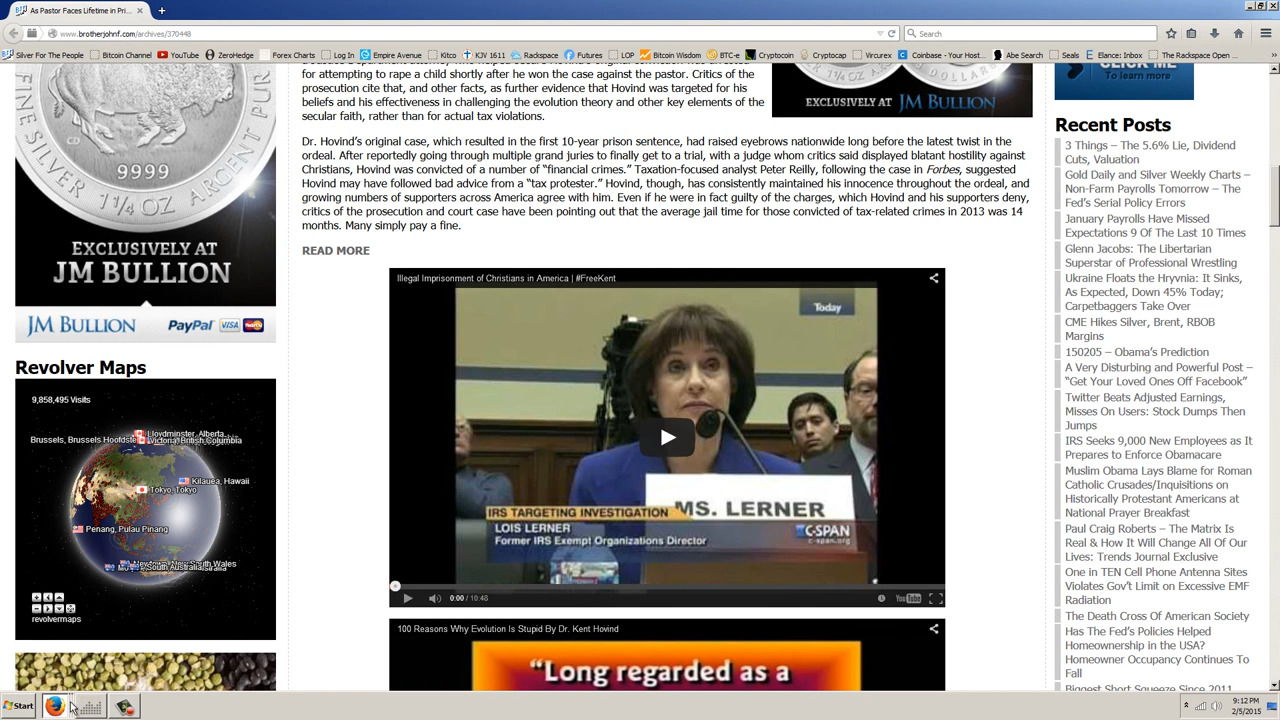 As Pastor Faces Lifetime in Pri...
www.brotherjohnf.com/archives/370448
Search
Silver For The People
Bitcoin Channel
YouTube
ZeroHedge
Forex Charts
Log In
Empire Avenue
Kitco
KJV 1611
Rackspace
Futures
LOP
Bitcoin Wisdom
BTC-e
Cryptocoin
Cryptocap
Vircurex
Coinbase - Your Host...
Abe Search
Seals
Elance: Inbox
The Rackspace Open ...
FINE SILVER
9999
1¼ OZ
EXCLUSIVELY AT
JM BULLION
JM BULLION
PayPal
VISA
Revolver Maps
9,858,495 Visits
Lloydminster, Alberta
Brussels, Brussels Hoofdste
Victoria, British Columbia
Kilauea, Hawaii
Tokyo, Tokyo
Penang, Pulau Pinang
revolvermaps
for attempting to rape a child shortly after he won the case against the pastor. Critics of the
prosecution cite that, and other facts, as further evidence that Hovind was targeted for his
beliefs and his effectiveness in challenging the evolution theory and other key elements of the
secular faith, rather than for actual tax violations.
Dr. Hovind's original case, which resulted in the first 10-year prison sentence, had raised eyebrows nationwide long before the latest twist in the
ordeal. After reportedly going through multiple grand juries to finally get to a trial, with a judge whom critics said displayed blatant hostility against
Christians, Hovind was convicted of a number of "financial crimes." Taxation-focused analyst Peter Reilly, following the case in Forbes, suggested
Hovind may have followed bad advice from a "tax protester." Hovind, though, has consistently maintained his innocence throughout the ordeal, and
growing numbers of supporters across America agree with him. Even if he were in fact guilty of the charges, which Hovind and his supporters deny,
critics of the prosecution and court case have been pointing out that the average jail time for those convicted of tax-related crimes in 2013 was 14
months. Many simply pay a fine.
READ MORE
Illegal Imprisonment of Christians in America | #FreeKent
Today
MS. LERNER
IRS TARGETING INVESTIGATION
LOIS LERNER
Former IRS Exempt Organizations Director
C-SPAN
c-span.org
0:00 / 10:48
YouTube
100 Reasons Why Evolution Is Stupid By Dr. Kent Hovind
"Long regarded as a
EXCLUSIVELY AT JM BULLION
CLICK ME
To learn more
Recent Posts
3 Things – The 5.6% Lie, Dividend
Cuts, Valuation
Gold Daily and Silver Weekly Charts –
Non-Farm Payrolls Tomorrow – The
Fed's Serial Policy Errors
January Payrolls Have Missed
Expectations 9 Of The Last 10 Times
Glenn Jacobs: The Libertarian
Superstar of Professional Wrestling
Ukraine Floats the Hryvnia: It Sinks,
As Expected, Down 45% Today;
Carpetbaggers Take Over
CME Hikes Silver, Brent, RBOB
Margins
150205 – Obama's Prediction
A Very Disturbing and Powerful Post –
"Get Your Loved Ones Off Facebook"
Twitter Beats Adjusted Earnings,
Misses On Users: Stock Dumps Then
Jumps
IRS Seeks 9,000 New Employees as It
Prepares to Enforce Obamacare
Muslim Obama Lays Blame for Roman
Catholic Crusades/Inquisitions on
Historically Protestant Americans at
National Prayer Breakfast
Paul Craig Roberts – The Matrix Is
Real & How It Will Change All Of Our
Lives: Trends Journal Exclusive
One in TEN Cell Phone Antenna Sites
Violates Gov't Limit on Excessive EMF
Radiation
The Death Cross Of American Society
Has The Fed's Policies Helped
Homeownership in the USA?
Homeowner Occupancy Continues To
Fall
Biggest Short Squeeze Since 2011
Start
9:12 PM
2/5/2015